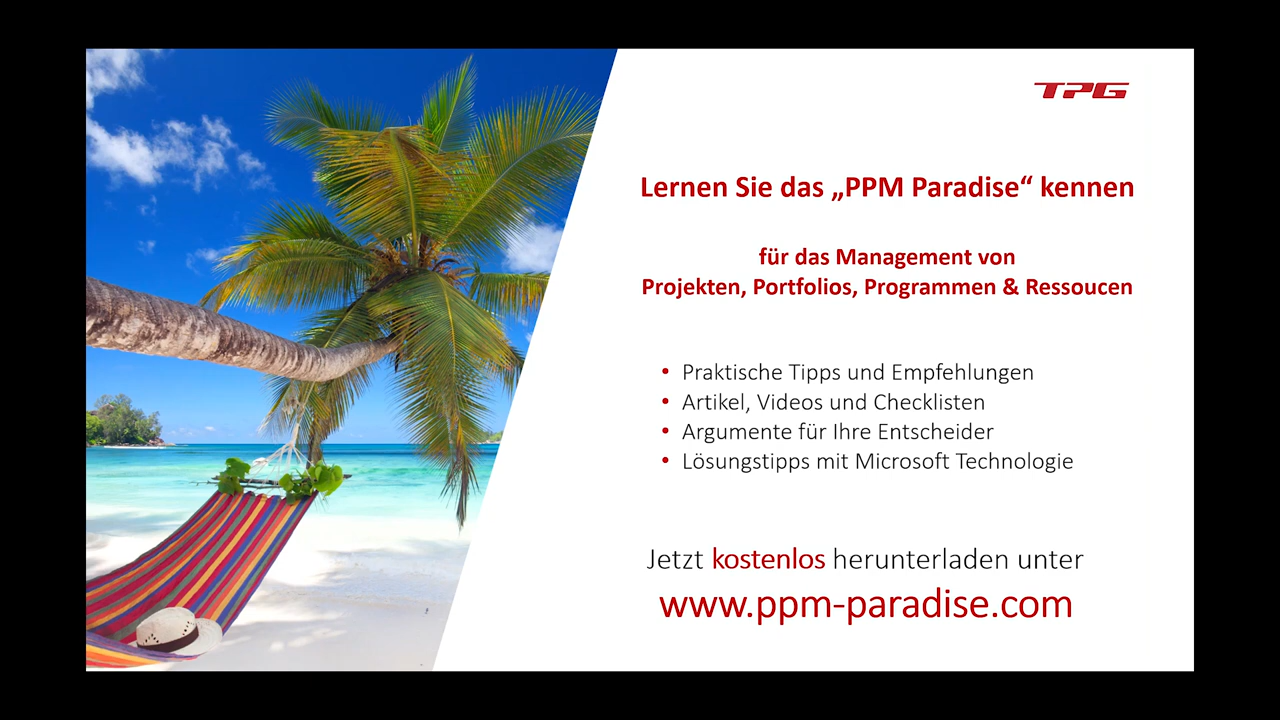 TPG
Lernen Sie das „PPM Paradise“ kennen
für das Management von
Projekten, Portfolios, Programmen & Ressoucen
• Praktische Tipps und Empfehlungen
• Artikel, Videos und Checklisten
• Argumente für Ihre Entscheider
• Lösungstipps mit Microsoft Technologie
Jetzt kostenlos herunterladen unter
www.ppm-paradise.com